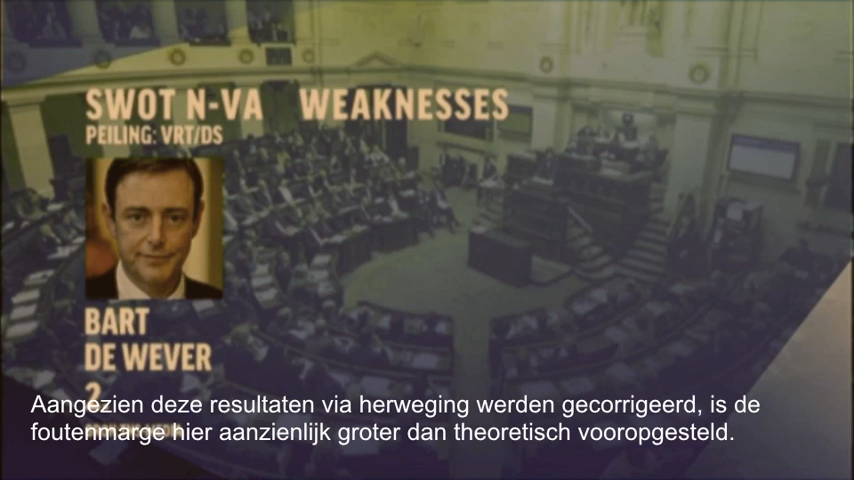 SWOT N-VA WEAKNESSES
PEILING: VRT/DS
BART
DE WEVER
2
Aangezien deze resultaten via herweging werden gecorrigeerd, is de
foutenmarge hier aanzienlijk groter dan theoretisch vooropgesteld.